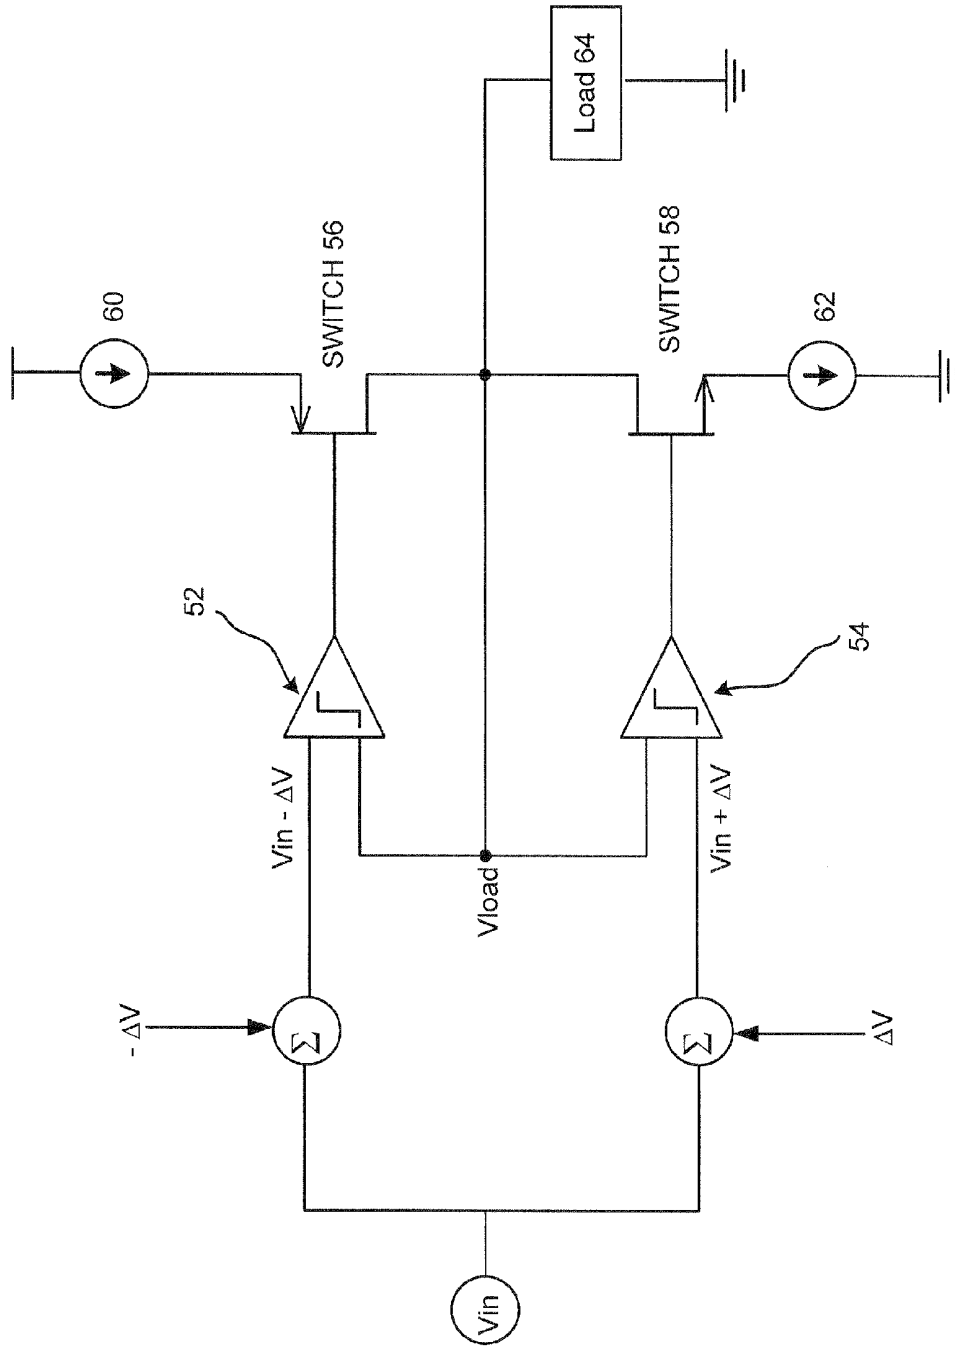 60
Load 64
SWITCH 56
SWITCH 58
62
52
54
- ΔV
Vin - ΔV
Σ
Vload
Vin + ΔV
Σ
ΔV
Vin